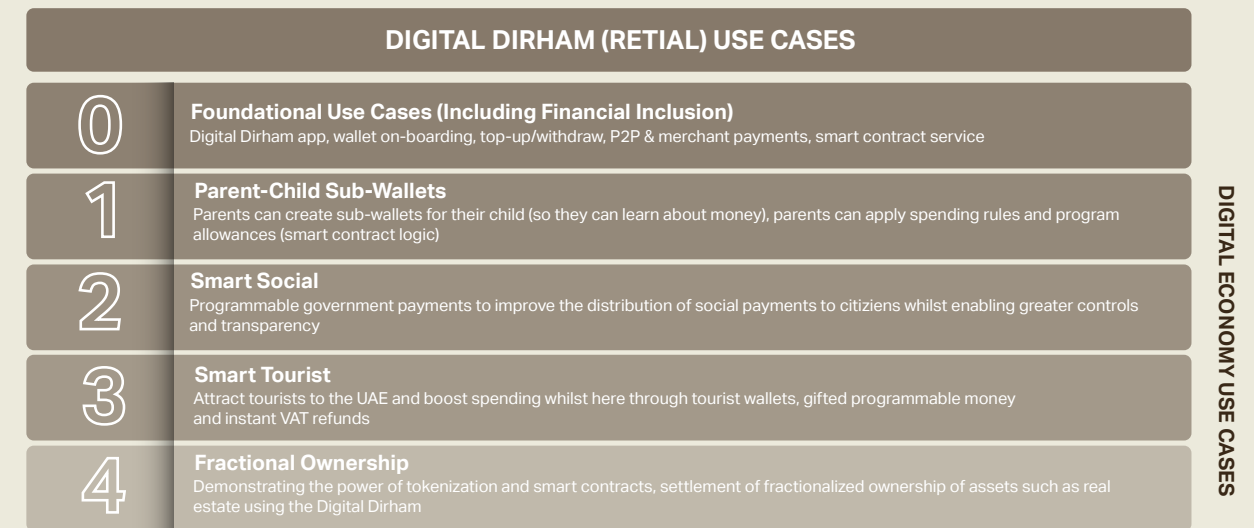 DIGITAL DIRHAM (RETIAL) USE CASES
0
Foundational Use Cases (Including Financial Inclusion)
Digital Dirham app, wallet on-boarding, top-up/withdraw, P2P & merchant payments, smart contract service
1
Parent-Child Sub-Wallets
Parents can create sub-wallets for their child (so they can learn about money), parents can apply spending rules and program
allowances (smart contract logic)
2
Smart Social
Programmable government payments to improve the distribution of social payments to citiziens whilst enabling greater controls
and transparency
3
Smart Tourist
Attract tourists to the UAE and boost spending whilst here through tourist wallets, gifted programmable money
and instant VAT refunds
4
Fractional Ownership
Demonstrating the power of tokenization and smart contracts, settlement of fractionalized ownership of assets such as real
estate using the Digital Dirham
DIGITAL ECONOMY USE CASES